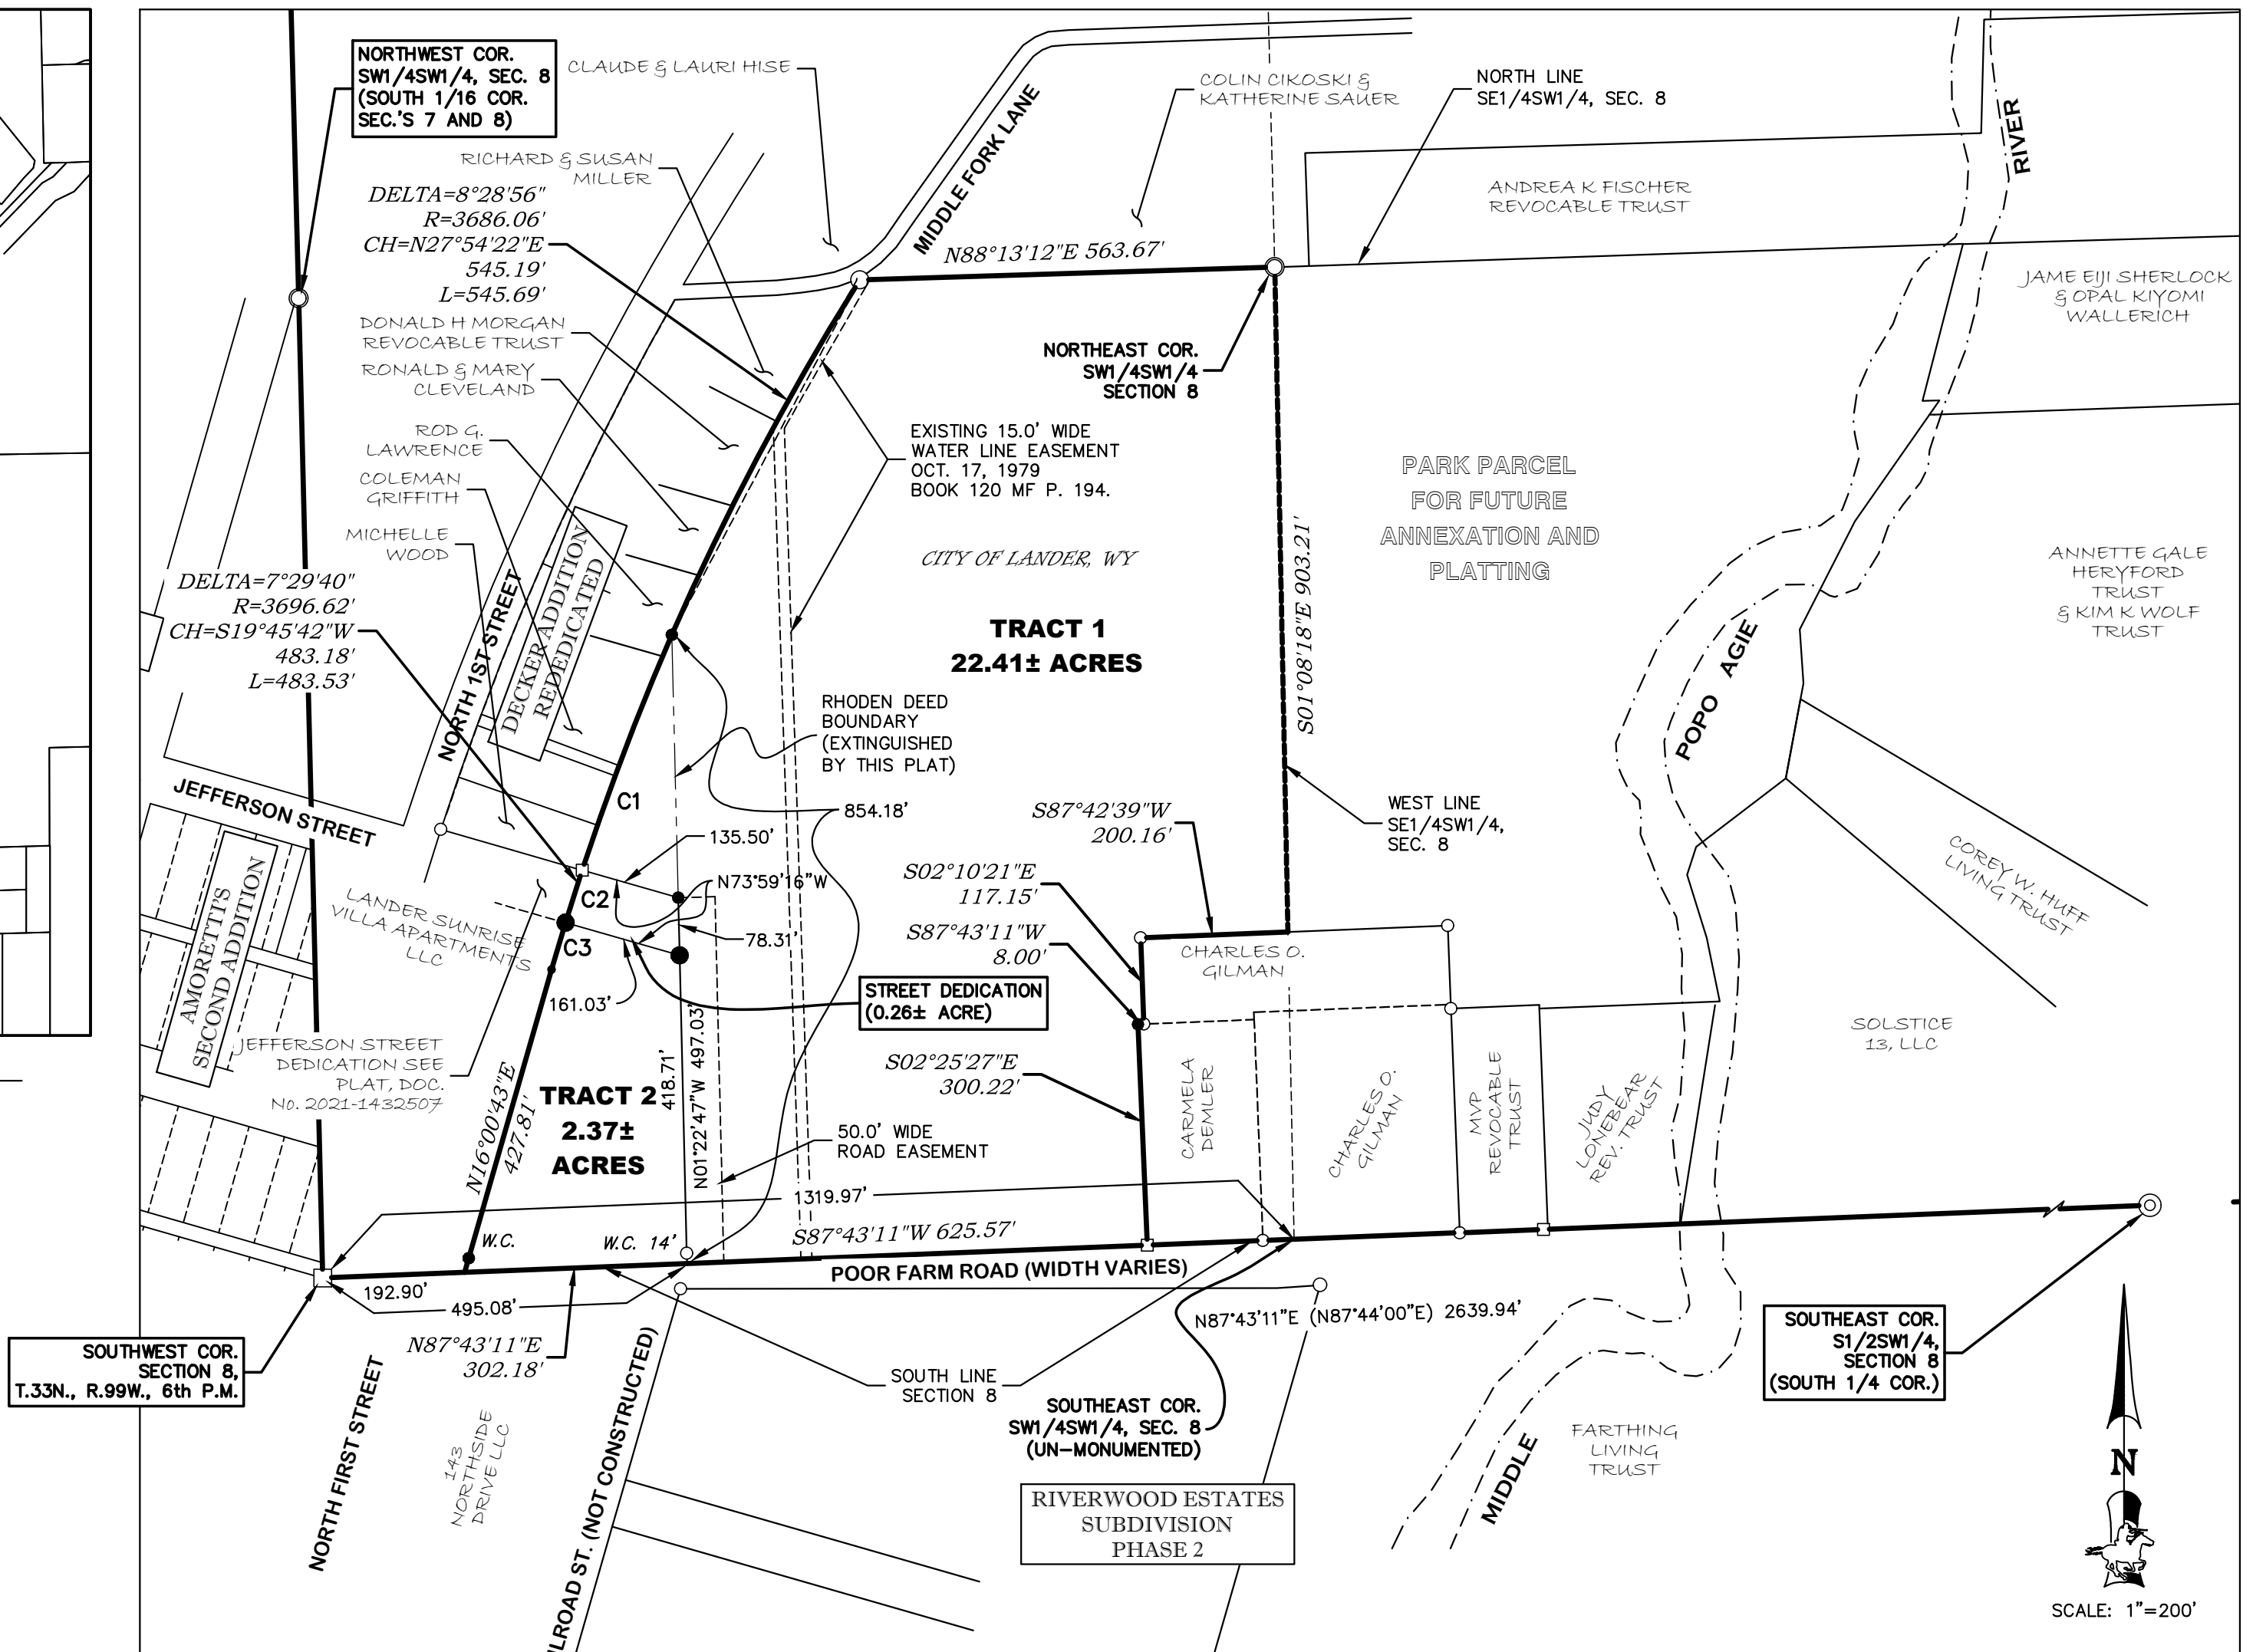 NORTHWEST COR.
SW1/4SW1/4, SEC. 8
(SOUTH 1/16 COR.
SEC.'S 7 AND 8)
CLAUDE & LAURI HISE
MIDDLE FORK LANE
COLIN CIKOSKI &
KATHERINE SAUER
NORTH LINE
SE1/4SW1/4, SEC. 8
RIVER
RICHARD & SUSAN
MILLER
DELTA=8°28'56"
R=3686.06'
CH=N27°54'22"E
545.19'
L=545.69'
N88°13'12"E 563.67'
ANDREA K FISCHER
REVOCABLE TRUST
JAME EIJI SHERLOCK
& OPAL KIYOMI
WALLERICH
DONALD H MORGAN
REVOCABLE TRUST
RONALD & MARY
CLEVELAND
NORTHEAST COR.
SW1/4SW1/4
SECTION 8
ROD G.
LAWRENCE
COLEMAN
GRIFFITH
MICHELLE
WOOD
EXISTING 15.0' WIDE
WATER LINE EASEMENT
OCT. 17, 1979
BOOK 120 MF P. 194.
PARK PARCEL
FOR FUTURE
ANNEXATION AND
PLATTING
CITY OF LANDER, WY
S01°08'18"E 903.21'
ANNETTE GALE
HERYFORD
TRUST
& KIM K WOLF
TRUST
DELTA=7°29'40"
R=3696.62'
CH=S19°45'42"W
483.18'
L=483.53'
NORTH 1ST STREET
DECKER ADDITION
REDEDICATED
TRACT 1
22.41± ACRES
POPO AGIE
RHODEN DEED
BOUNDARY
(EXTINGUISHED
BY THIS PLAT)
JEFFERSON STREET
C1
854.18'
135.50'
S87°42'39"W
200.16'
WEST LINE
SE1/4SW1/4,
SEC. 8
COREY W. HUFF
LIVING TRUST
AMORETTI'S
SECOND ADDITION
LANDER SUNRISE
VILLA APARTMENTS
LLC
C2
N73°59'16"W
S02°10'21"E
117.15'
C3
78.31'
S87°43'11"W
8.00'
CHARLES O.
GILMAN
161.03'
STREET DEDICATION
(0.26± ACRE)
SOLSTICE
13, LLC
JEFFERSON STREET
DEDICATION SEE
PLAT, DOC.
No. 2021-1432507
N16°00'43"E
427.81'
TRACT 2
2.37±
ACRES
418.71'
N01°22'47"W 497.03'
S02°25'27"E
300.22'
CARMELA
DEMLER
CHARLES O.
GILMAN
MVP
REVOCABLE
TRUST
JUDY
LONEBEAR
REV. TRUST
50.0' WIDE
ROAD EASEMENT
1319.97'
W.C.
W.C. 14'
S87°43'11"W 625.57'
POOR FARM ROAD (WIDTH VARIES)
192.90'
495.08'
N87°43'11"E (N87°44'00"E) 2639.94'
SOUTHWEST COR.
SECTION 8,
T.33N., R.99W., 6th P.M.
N87°43'11"E
302.18'
SOUTH LINE
SECTION 8
SOUTHEAST COR.
SW1/4SW1/4, SEC. 8
(UN-MONUMENTED)
SOUTHEAST COR.
S1/2SW1/4,
SECTION 8
(SOUTH 1/4 COR.)
NORTH FIRST STREET
143
NORTHSIDE
DRIVE LLC
LROAD ST. (NOT CONSTRUCTED)
RIVERWOOD ESTATES
SUBDIVISION
PHASE 2
MIDDLE
FARTHING
LIVING
TRUST
N
SCALE: 1"=200'